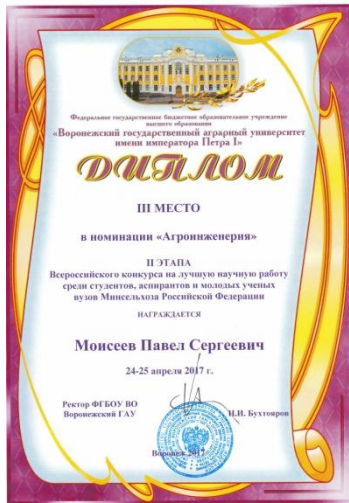 Федеральное государственное бюджетное образовательное учреждение
высшего образования
«Воронежский государственный аграрный университет
имени императора Петра I»
ДИПЛОМ
III МЕСТО
в номинации «Агроинженерия»
II ЭТАПА
Всероссийского конкурса на лучшую научную работу
среди студентов, аспирантов и молодых ученых
вузов Минсельхоза Российской Федерации
НАГРАЖДАЕТСЯ
Моисеев Павел Сергеевич
24-25 апреля 2017 г.
Ректор ФГБОУ ВО
Воронежский ГАУ
Н.И. Бухтояров
Воронеж 2017